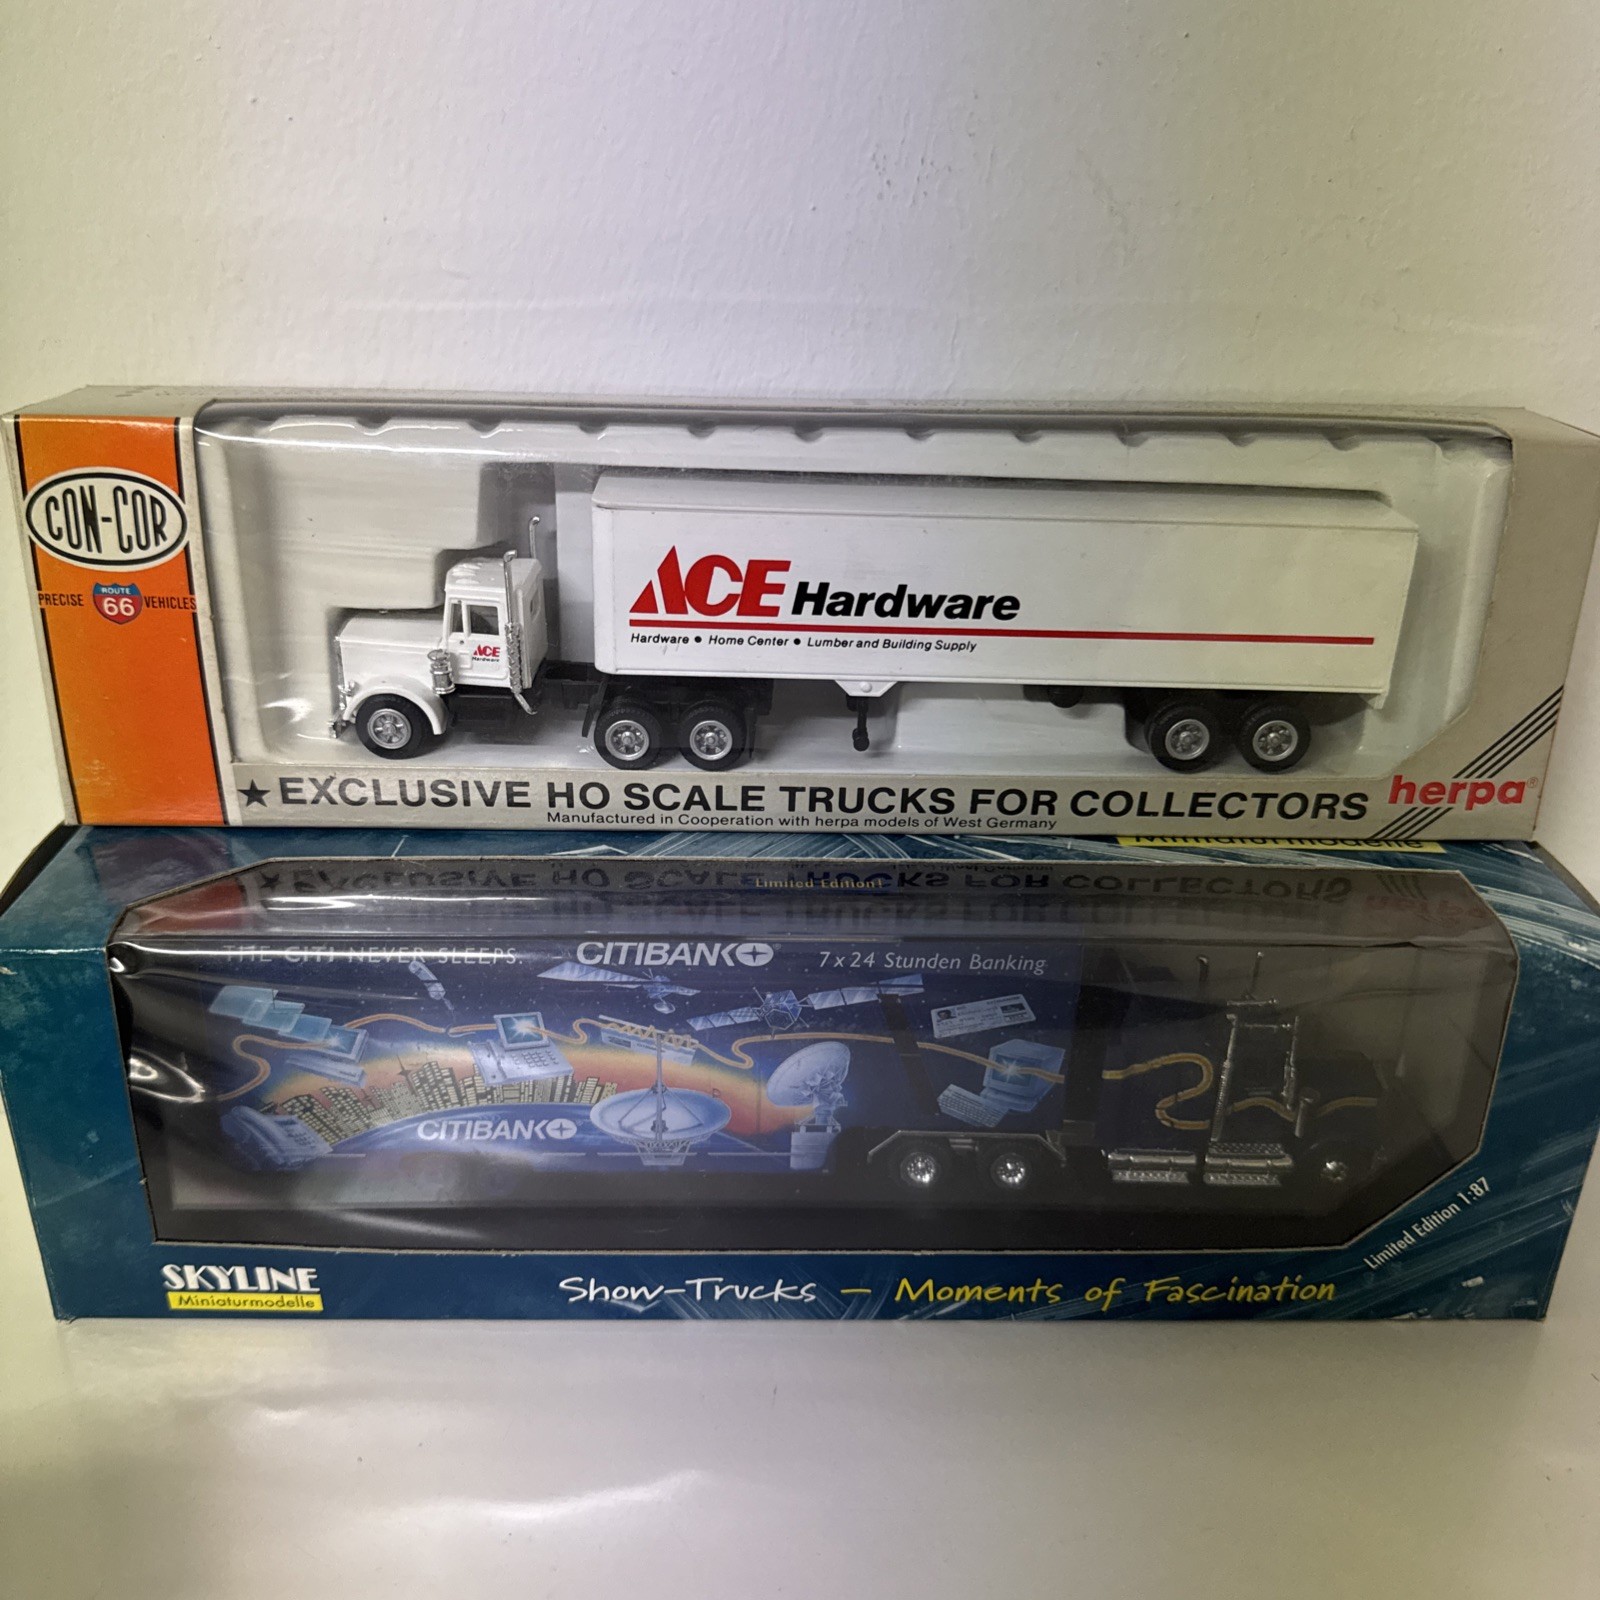 CON-COR
PRECISE ROUTE 66 VEHICLES
ACE Hardware
Hardware • Home Center • Lumber and Building Supply
ACE
Hardware
★ EXCLUSIVE HO SCALE TRUCKS FOR COLLECTORS
herpa®
Manufactured in Cooperation with herpa models of West Germany
Miniaturmodelle
Limited Edition!
THE CITI NEVER SLEEPS.
CITIBANK
7 x 24 Stunden Banking
CITIBANK
Limited Edition 1:87
SKYLINE
Miniaturmodelle
Show-Trucks — Moments of Fascination